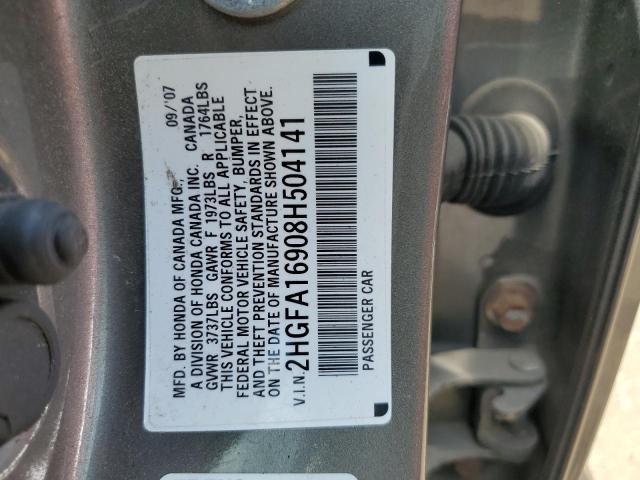 MFD. BY HONDA OF CANADA MFG. 09/'07
A DIVISION OF HONDA CANADA INC. CANADA
GVWR 3737LBS GAWR F 1973LBS R 1764LBS
THIS VEHICLE CONFORMS TO ALL APPLICABLE
FEDERAL MOTOR VEHICLE SAFETY, BUMPER,
AND THEFT PREVENTION STANDARDS IN EFFECT
ON THE DATE OF MANUFACTURE SHOWN ABOVE.
V.I.N. 2HGFA16908H504141
PASSENGER CAR